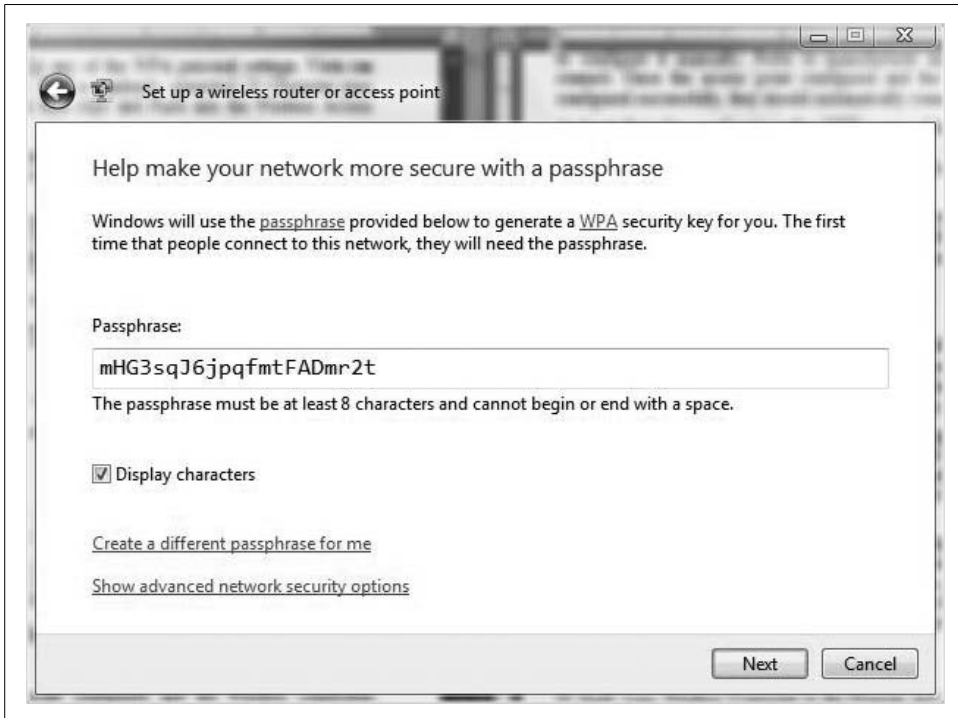 Set up a wireless router or access point
Help make your network more secure with a passphrase
Windows will use the passphrase provided below to generate a WPA security key for you. The first
time that people connect to this network, they will need the passphrase.
Passphrase:
mHG3sqJ6jpqfmtFADmr2t
The passphrase must be at least 8 characters and cannot begin or end with a space.
Display characters
Create a different passphrase for me
Show advanced network security options
Next
Cancel